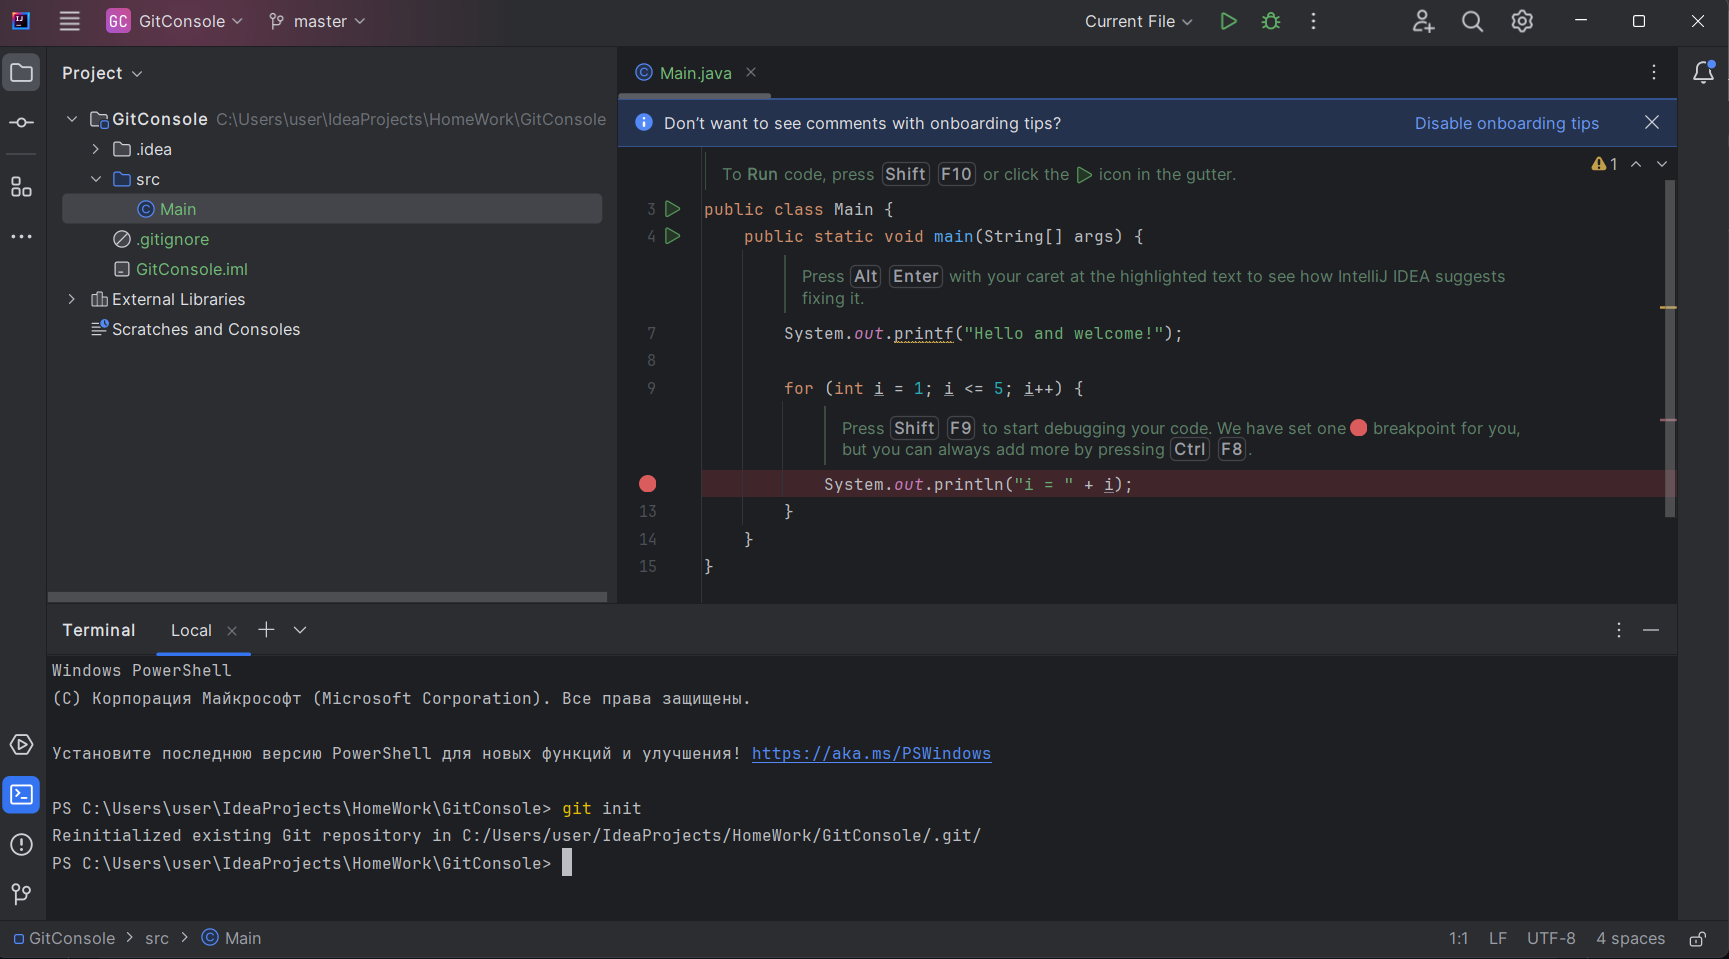 GC GitConsole master Current File
Project
Main.java
GitConsole C:\Users\user\IdeaProjects\HomeWork\GitConsole
.idea
src
Main
.gitignore
GitConsole.iml
External Libraries
Scratches and Consoles
Don't want to see comments with onboarding tips? Disable onboarding tips
To Run code, press Shift F10 or click the icon in the gutter.
1
3 public class Main {
4 public static void main(String[] args) {
Press Alt Enter with your caret at the highlighted text to see how IntelliJ IDEA suggests
fixing it.
7 System.out.printf("Hello and welcome!");
8
9 for (int i = 1; i <= 5; i++) {
Press Shift F9 to start debugging your code. We have set one breakpoint for you,
but you can always add more by pressing Ctrl F8.
System.out.println("i = " + i);
13 }
14 }
15 }
Terminal Local
Windows PowerShell
(C) Корпорация Майкрософт (Microsoft Corporation). Все права защищены.
Установите последнюю версию PowerShell для новых функций и улучшения! https://aka.ms/PSWindows
PS C:\Users\user\IdeaProjects\HomeWork\GitConsole> git init
Reinitialized existing Git repository in C:/Users/user/IdeaProjects/HomeWork/GitConsole/.git/
PS C:\Users\user\IdeaProjects\HomeWork\GitConsole>
GitConsole > src > Main 1:1 LF UTF-8 4 spaces